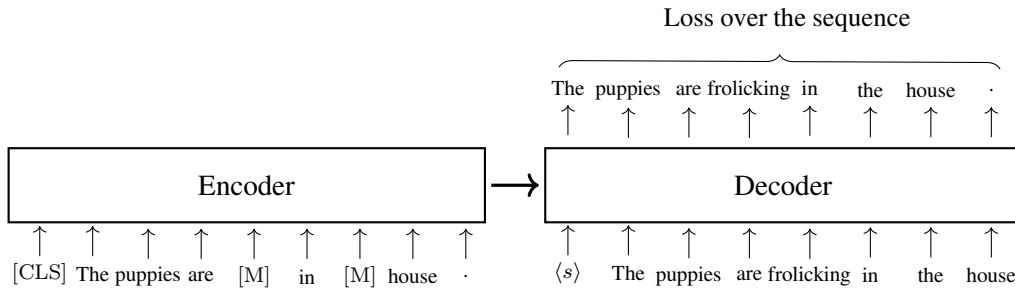 Loss over the sequence
The puppies are frolicking in the house .
Encoder
Decoder
[CLS] The puppies are [M] in [M] house .
⟨s⟩ The puppies are frolicking in the house